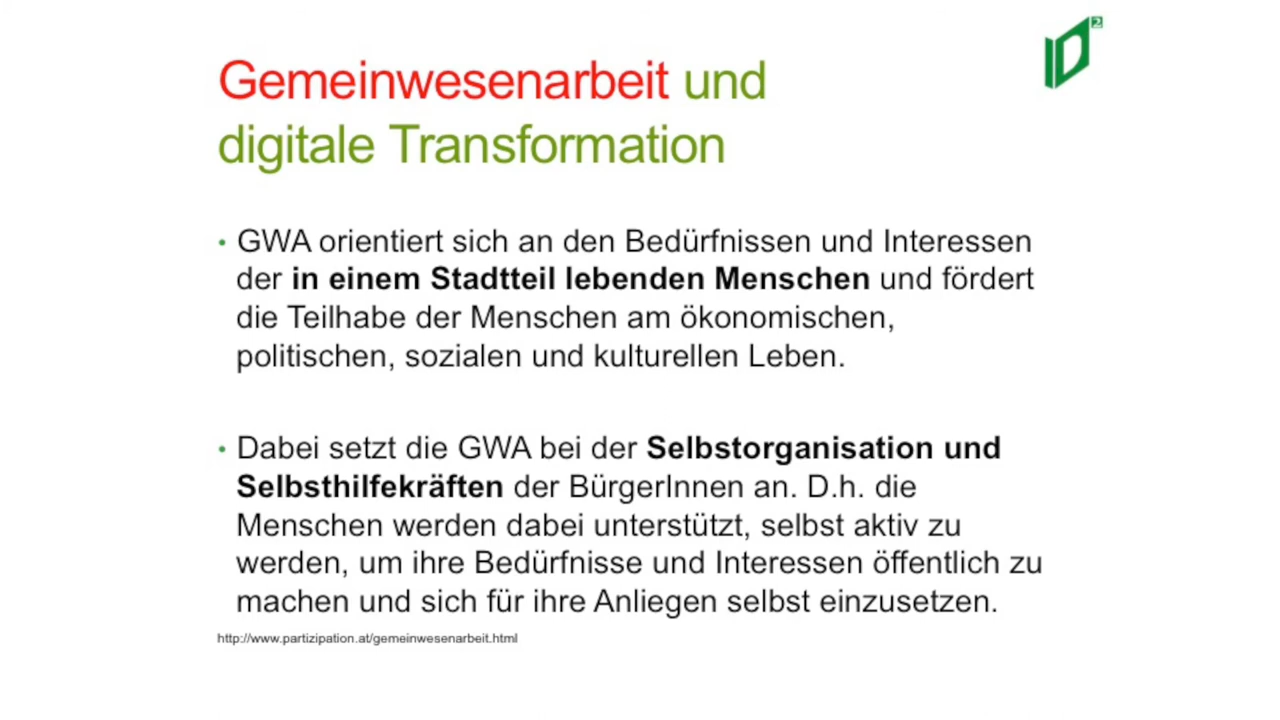 ID²
Gemeinwesenarbeit und
digitale Transformation
• GWA orientiert sich an den Bedürfnissen und Interessen
der in einem Stadtteil lebenden Menschen und fördert
die Teilhabe der Menschen am ökonomischen,
politischen, sozialen und kulturellen Leben.
• Dabei setzt die GWA bei der Selbstorganisation und
Selbsthilfekräften der BürgerInnen an. D.h. die
Menschen werden dabei unterstützt, selbst aktiv zu
werden, um ihre Bedürfnisse und Interessen öffentlich zu
machen und sich für ihre Anliegen selbst einzusetzen.
http://www.partizipation.at/gemeinwesenarbeit.html